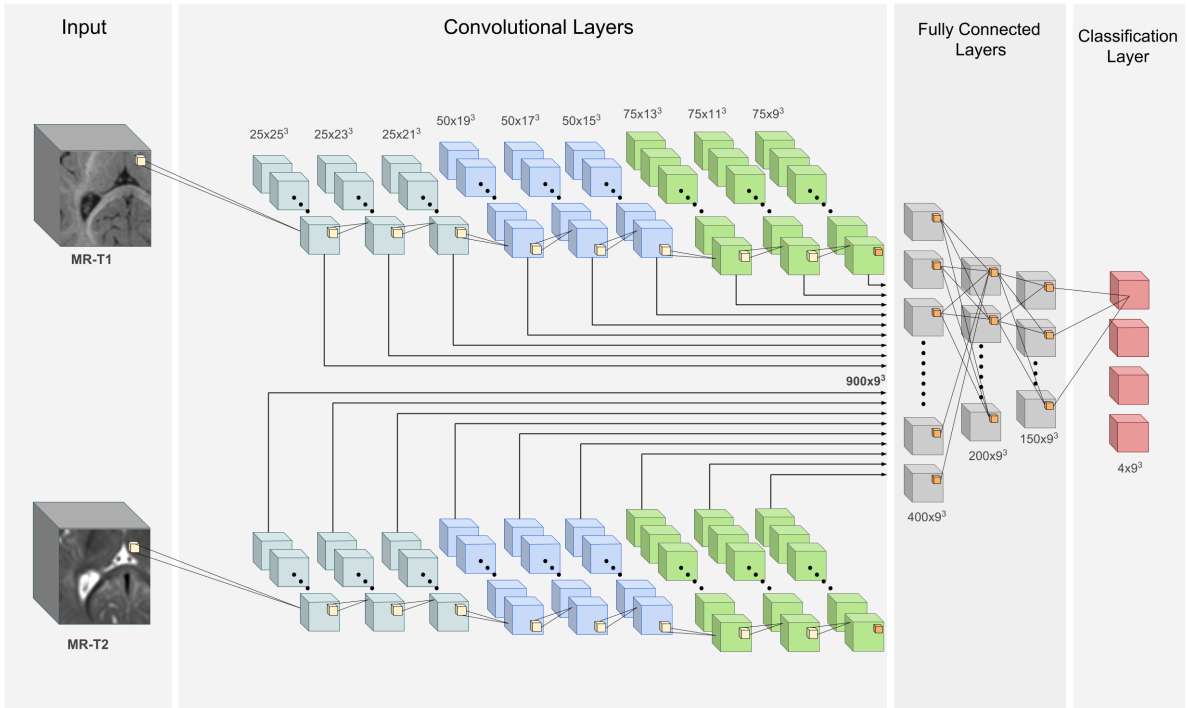 Input
Convolutional Layers
Fully Connected
Layers
Classification
Layer
25x25³
25x23³
25x21³
50x19³
50x17³
50x15³
75x13³
75x11³
75x9³
MR-T1
900x9³
400x9³
200x9³
150x9³
4x9³
MR-T2